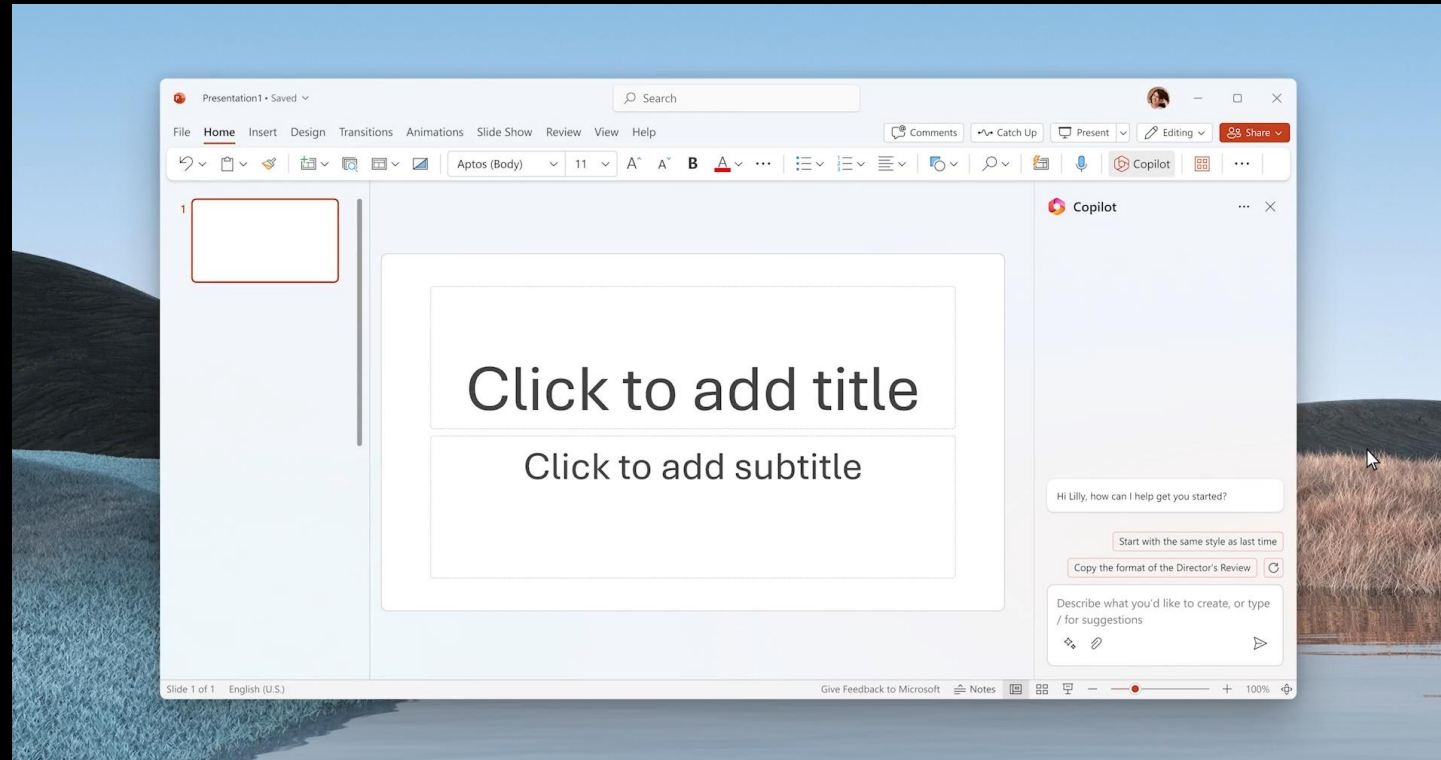 Presentation1 • Saved
Search
File Home Insert Design Transitions Animations Slide Show Review View Help
Comments Catch Up Present Editing Share
Aptos (Body) 11 A A B A Copilot
1
Copilot
Click to add title
Click to add subtitle
Hi Lilly, how can I help get you started?
Start with the same style as last time
Copy the format of the Director's Review
Describe what you'd like to create, or type
/ for suggestions
Slide 1 of 1 English (U.S.) Give Feedback to Microsoft Notes 100%